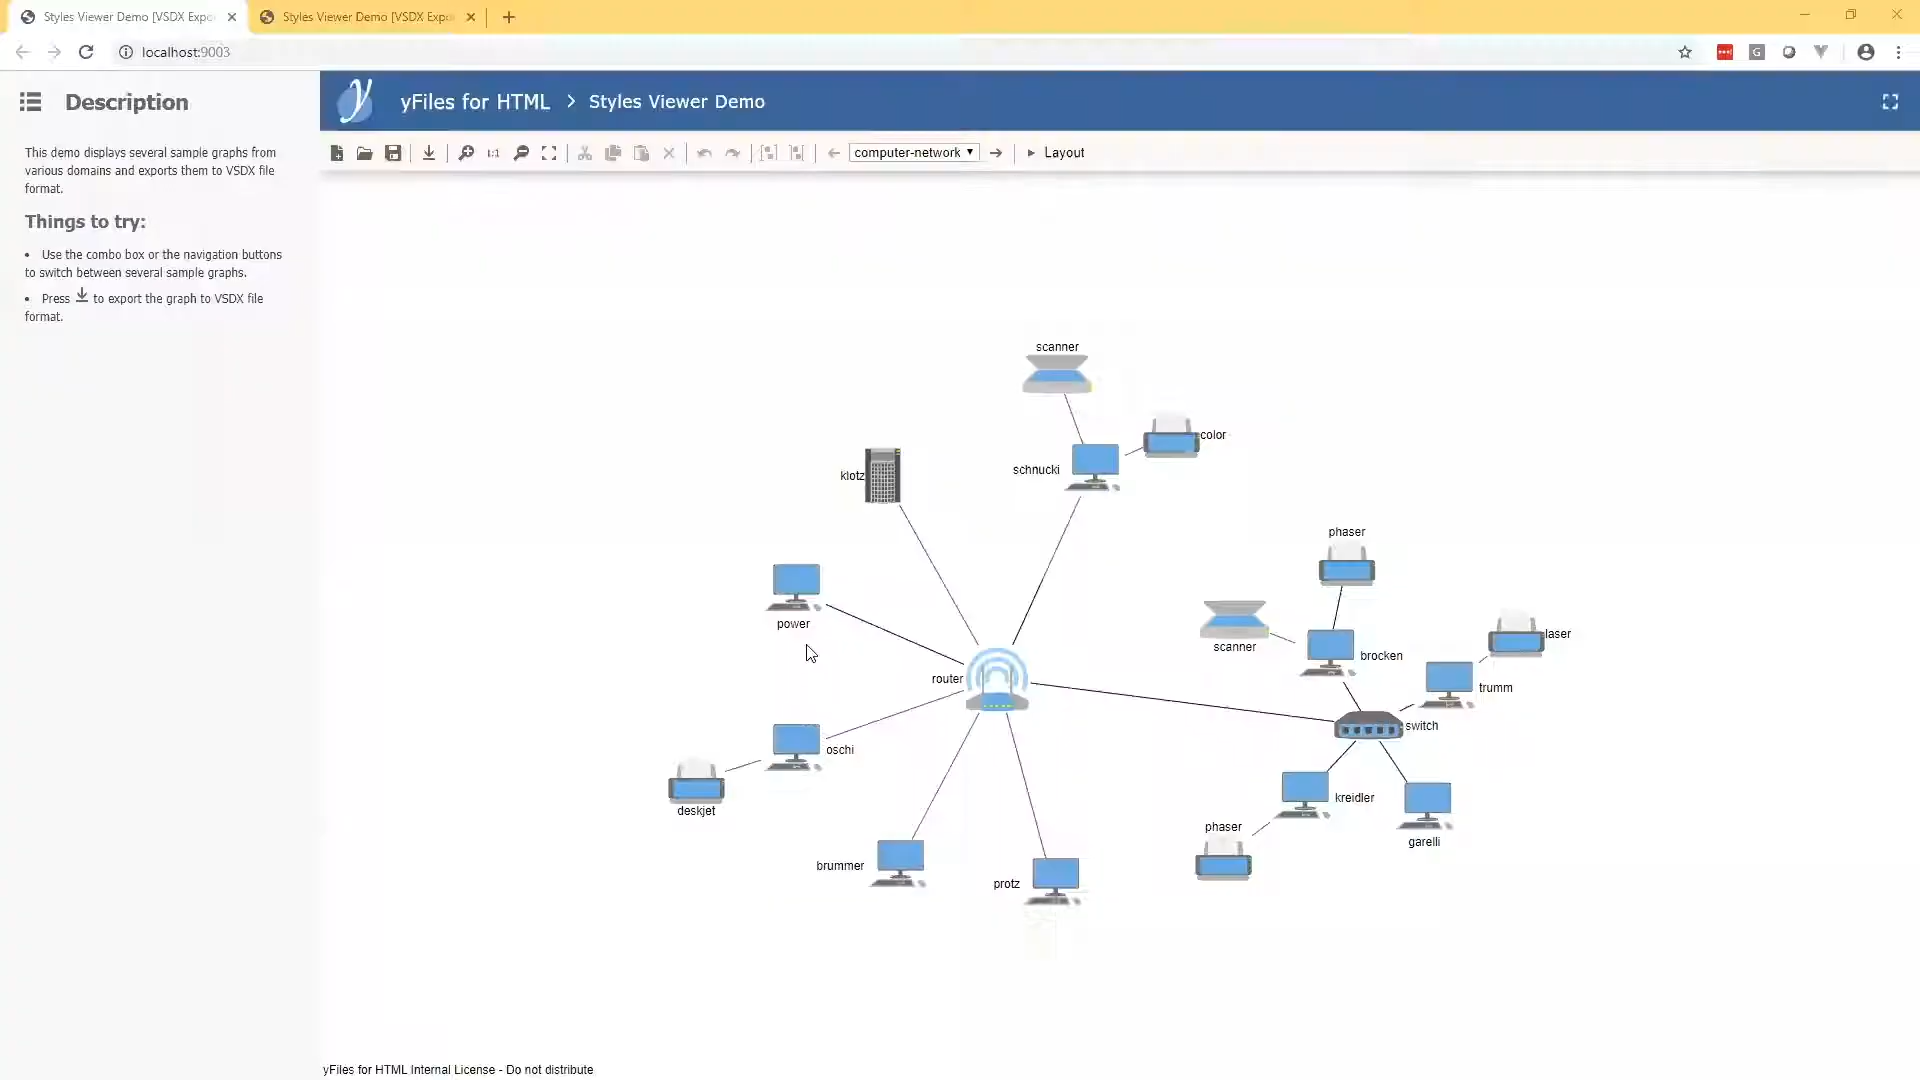 Styles Viewer Demo [VSDX Expo
Styles Viewer Demo [VSDX Expo
localhost:9003
Description
yFiles for HTML > Styles Viewer Demo
1:1
computer-network
Layout
This demo displays several sample graphs from
various domains and exports them to VSDX file
format.
Things to try:
• Use the combo box or the navigation buttons
to switch between several sample graphs.
• Press to export the graph to VSDX file
format.
scanner
color
schnucki
klotz
phaser
power
laser
scanner
brocken
router
trumm
switch
oschi
kreidler
deskjet
phaser
garelli
brummer
protz
yFiles for HTML Internal License - Do not distribute